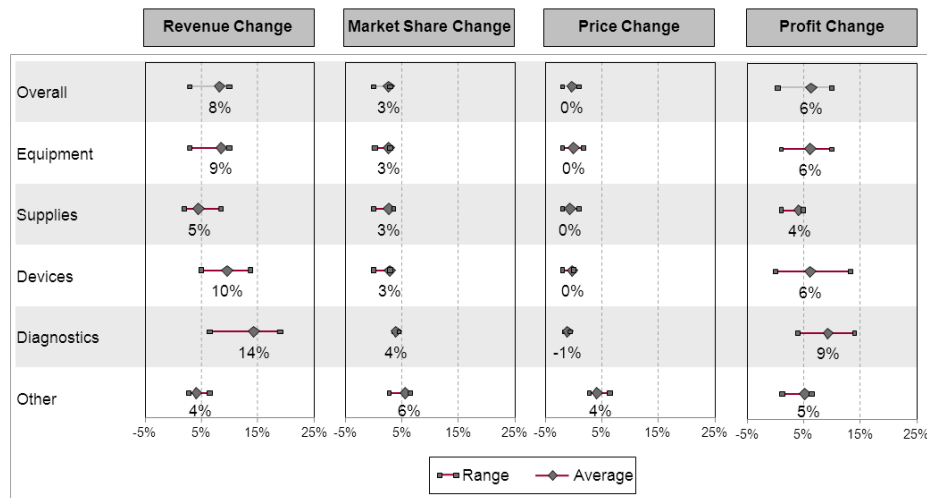 Revenue Change Market Share Change Price Change Profit Change
Overall
8% 3% 0% 6%
Equipment
9% 3% 0% 6%
Supplies
5% 3% 0% 4%
Devices
10% 3% 0% 6%
Diagnostics
14% 4% -1% 9%
Other
4% 6% 4% 5%
-5% 5% 15% 25% -5% 5% 15% 25% -5% 5% 15% 25% -5% 5% 15% 25%
Range Average